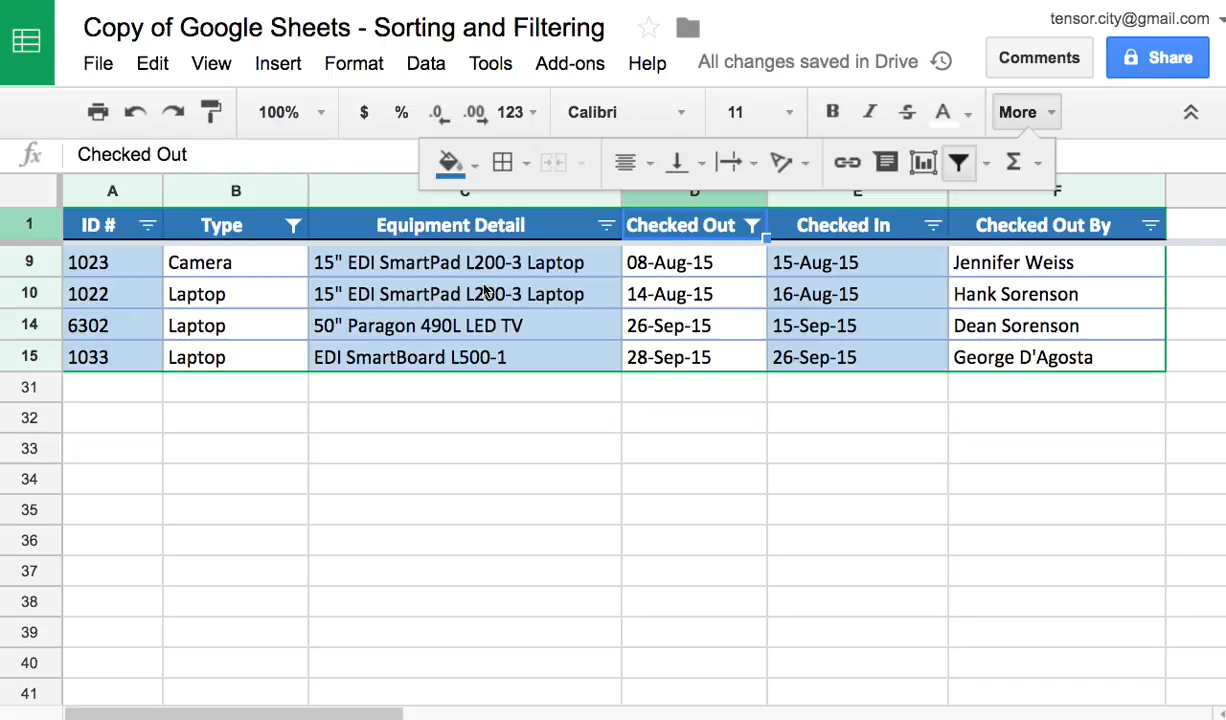 Copy of Google Sheets - Sorting and Filtering
tensor.city@gmail.com
File Edit View Insert Format Data Tools Add-ons Help All changes saved in Drive
Comments Share
100% $ % .0 .00 123 Calibri 11 B I S A More
fx Checked Out
Σ
A B C D E F
1 ID # Type Equipment Detail Checked Out Checked In Checked Out By
9 1023 Camera 15" EDI SmartPad L200-3 Laptop 08-Aug-15 15-Aug-15 Jennifer Weiss
10 1022 Laptop 15" EDI SmartPad L200-3 Laptop 14-Aug-15 16-Aug-15 Hank Sorenson
14 6302 Laptop 50" Paragon 490L LED TV 26-Sep-15 15-Sep-15 Dean Sorenson
15 1033 Laptop EDI SmartBoard L500-1 28-Sep-15 26-Sep-15 George D'Agosta
31
32
33
34
35
36
37
38
39
40
41